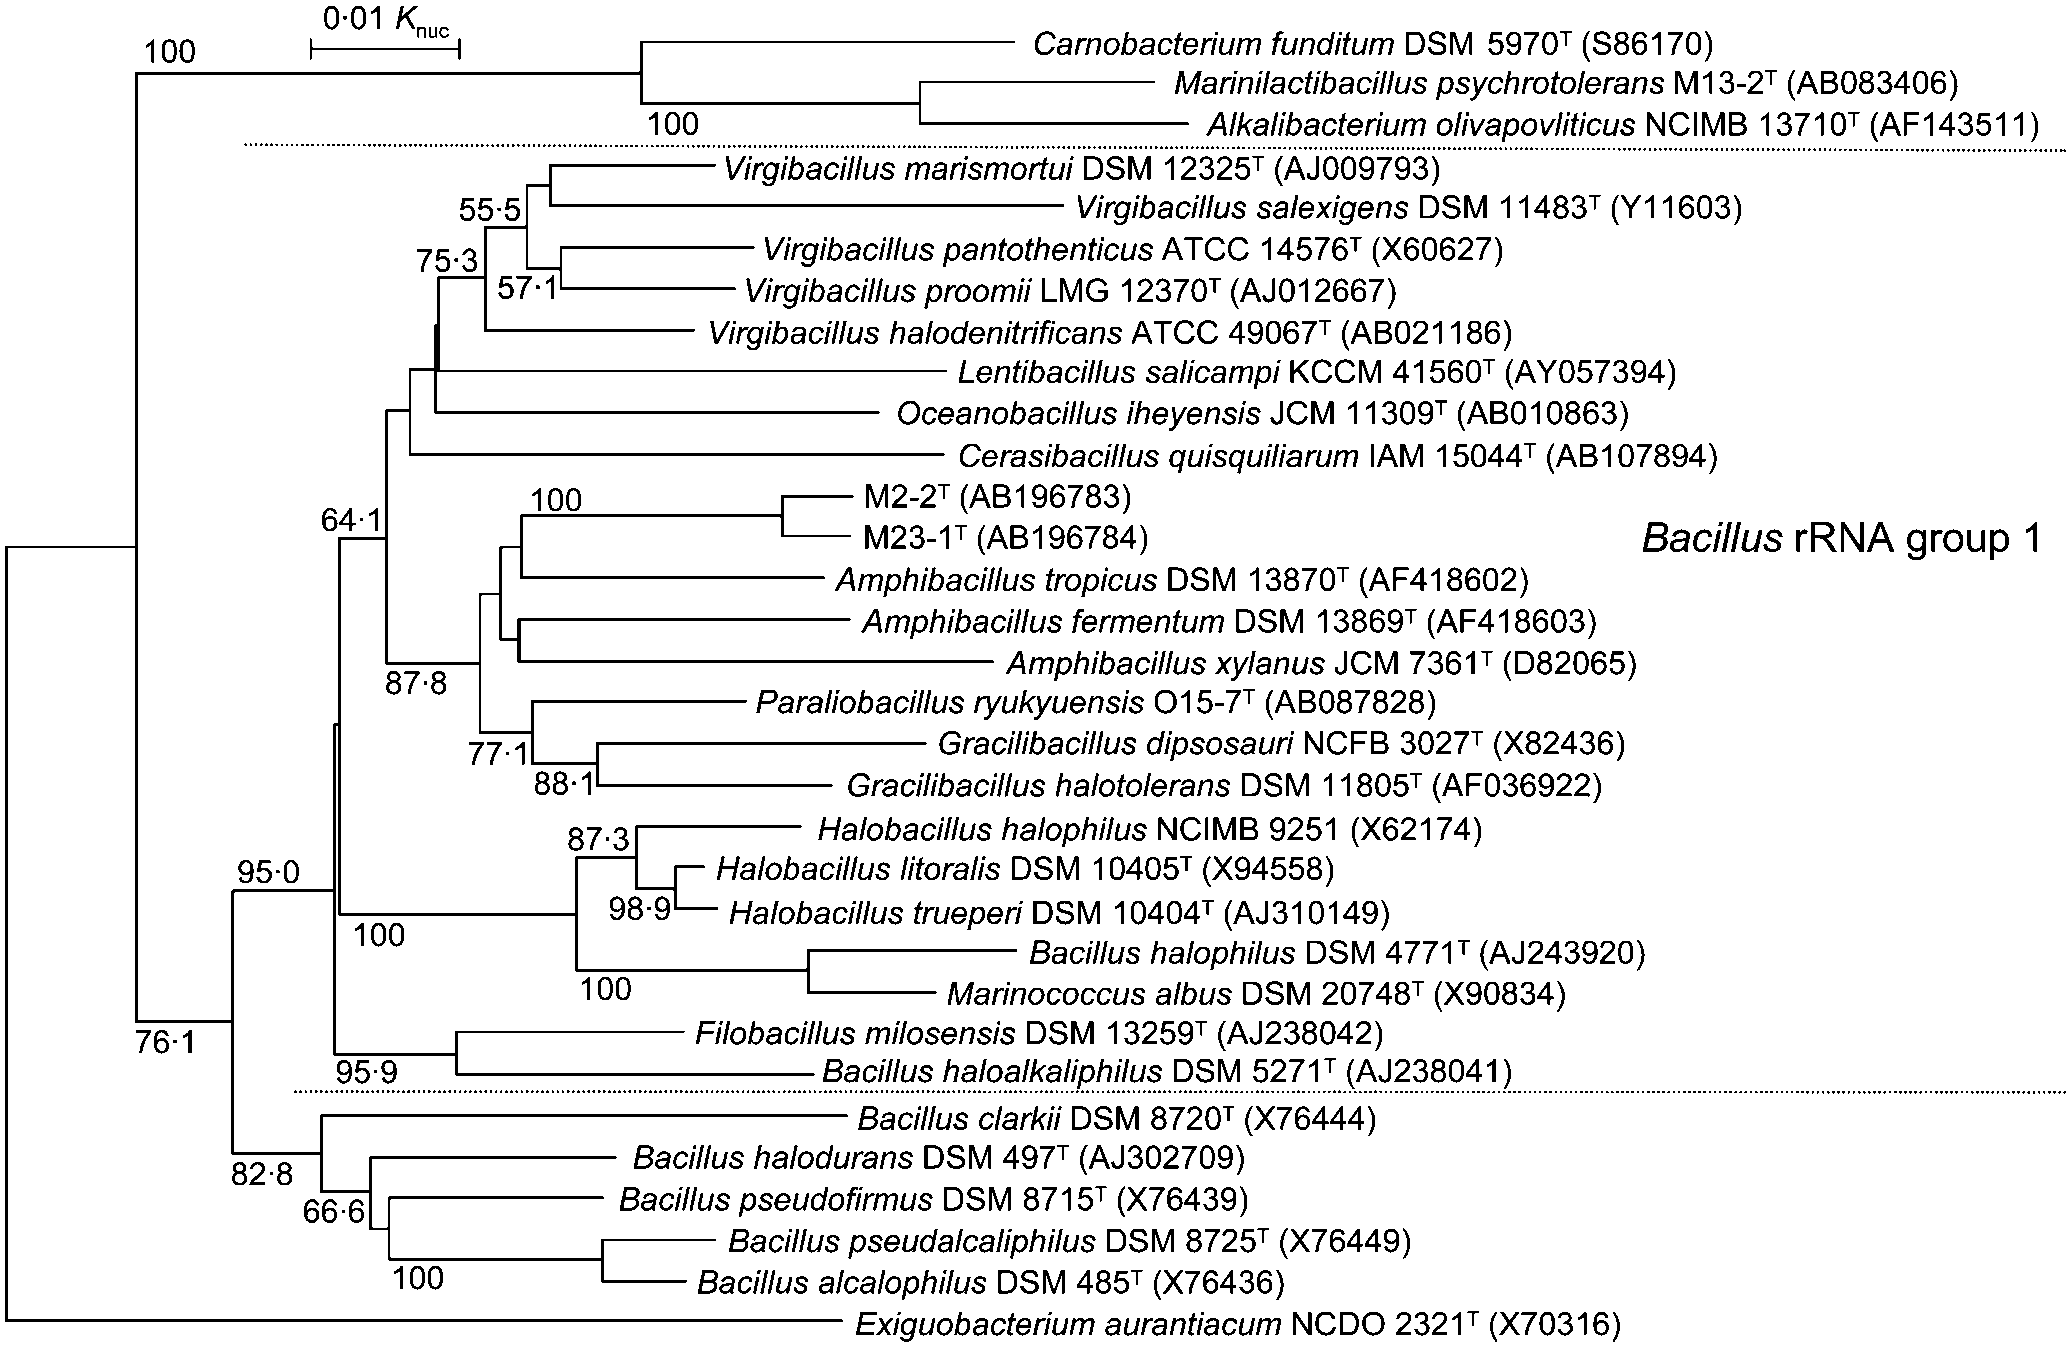 0·01 Knuc
100
Carnobacterium funditum DSM 5970ᵀ (S86170)
Marinilactibacillus psychrotolerans M13-2ᵀ (AB083406)
100
Alkalibacterium olivapovliticus NCIMB 13710ᵀ (AF143511)
Virgibacillus marismortui DSM 12325ᵀ (AJ009793)
55·5
Virgibacillus salexigens DSM 11483ᵀ (Y11603)
75·3
Virgibacillus pantothenticus ATCC 14576ᵀ (X60627)
57·1
Virgibacillus proomii LMG 12370ᵀ (AJ012667)
Virgibacillus halodenitrificans ATCC 49067ᵀ (AB021186)
Lentibacillus salicampi KCCM 41560ᵀ (AY057394)
Oceanobacillus iheyensis JCM 11309ᵀ (AB010863)
Cerasibacillus quisquiliarum IAM 15044ᵀ (AB107894)
100
M2-2ᵀ (AB196783)
64·1
M23-1ᵀ (AB196784)
Bacillus rRNA group 1
Amphibacillus tropicus DSM 13870ᵀ (AF418602)
Amphibacillus fermentum DSM 13869ᵀ (AF418603)
Amphibacillus xylanus JCM 7361ᵀ (D82065)
87·8
Paraliobacillus ryukyuensis O15-7ᵀ (AB087828)
77·1
Gracilibacillus dipsosauri NCFB 3027ᵀ (X82436)
88·1
Gracilibacillus halotolerans DSM 11805ᵀ (AF036922)
87·3
Halobacillus halophilus NCIMB 9251 (X62174)
95·0
Halobacillus litoralis DSM 10405ᵀ (X94558)
98·9
Halobacillus trueperi DSM 10404ᵀ (AJ310149)
100
Bacillus halophilus DSM 4771ᵀ (AJ243920)
100
Marinococcus albus DSM 20748ᵀ (X90834)
76·1
Filobacillus milosensis DSM 13259ᵀ (AJ238042)
95·9
Bacillus haloalkaliphilus DSM 5271ᵀ (AJ238041)
Bacillus clarkii DSM 8720ᵀ (X76444)
82·8
Bacillus halodurans DSM 497ᵀ (AJ302709)
66·6
Bacillus pseudofirmus DSM 8715ᵀ (X76439)
Bacillus pseudalcaliphilus DSM 8725ᵀ (X76449)
100
Bacillus alcalophilus DSM 485ᵀ (X76436)
Exiguobacterium aurantiacum NCDO 2321ᵀ (X70316)